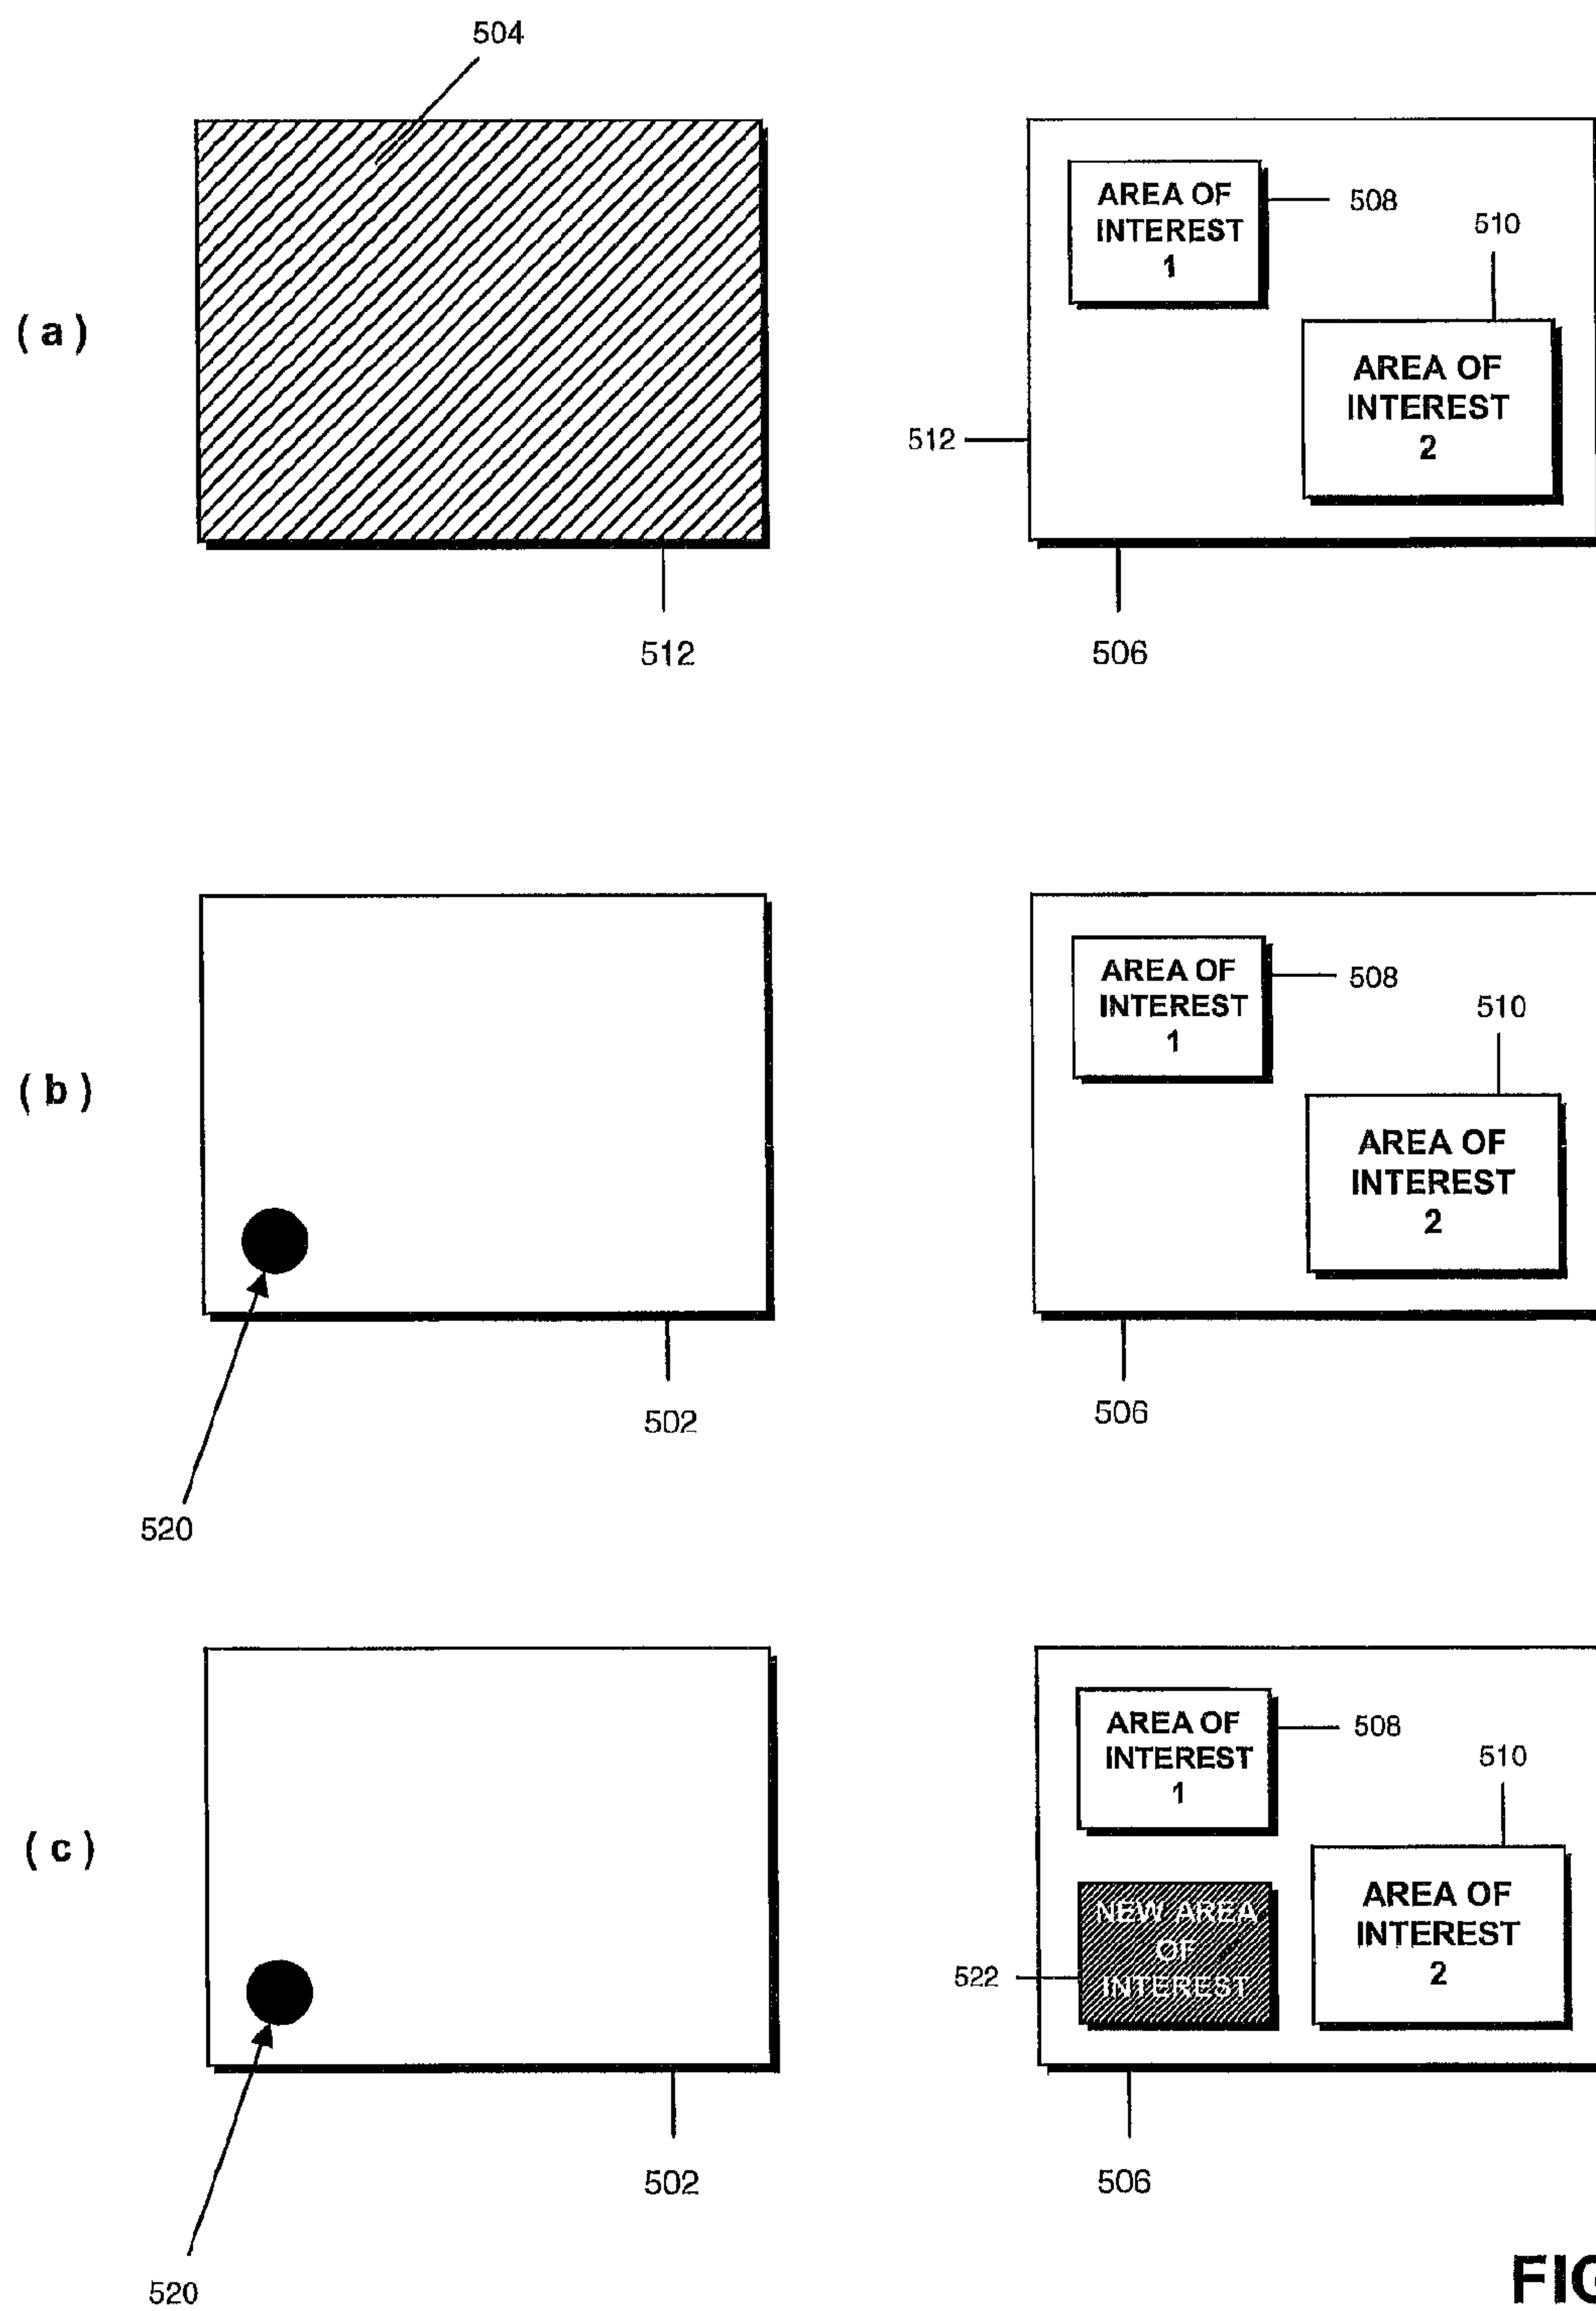 504
AREA OF
INTEREST
1
508
510
(a)
AREA OF
INTEREST
2
512
512
506
AREA OF
INTEREST
1
508
510
(b)
AREA OF
INTEREST
2
502
506
520
AREA OF
INTEREST
1
508
510
(c)
NEW AREA
OF
INTEREST
AREA OF
INTEREST
2
522
502
506
520